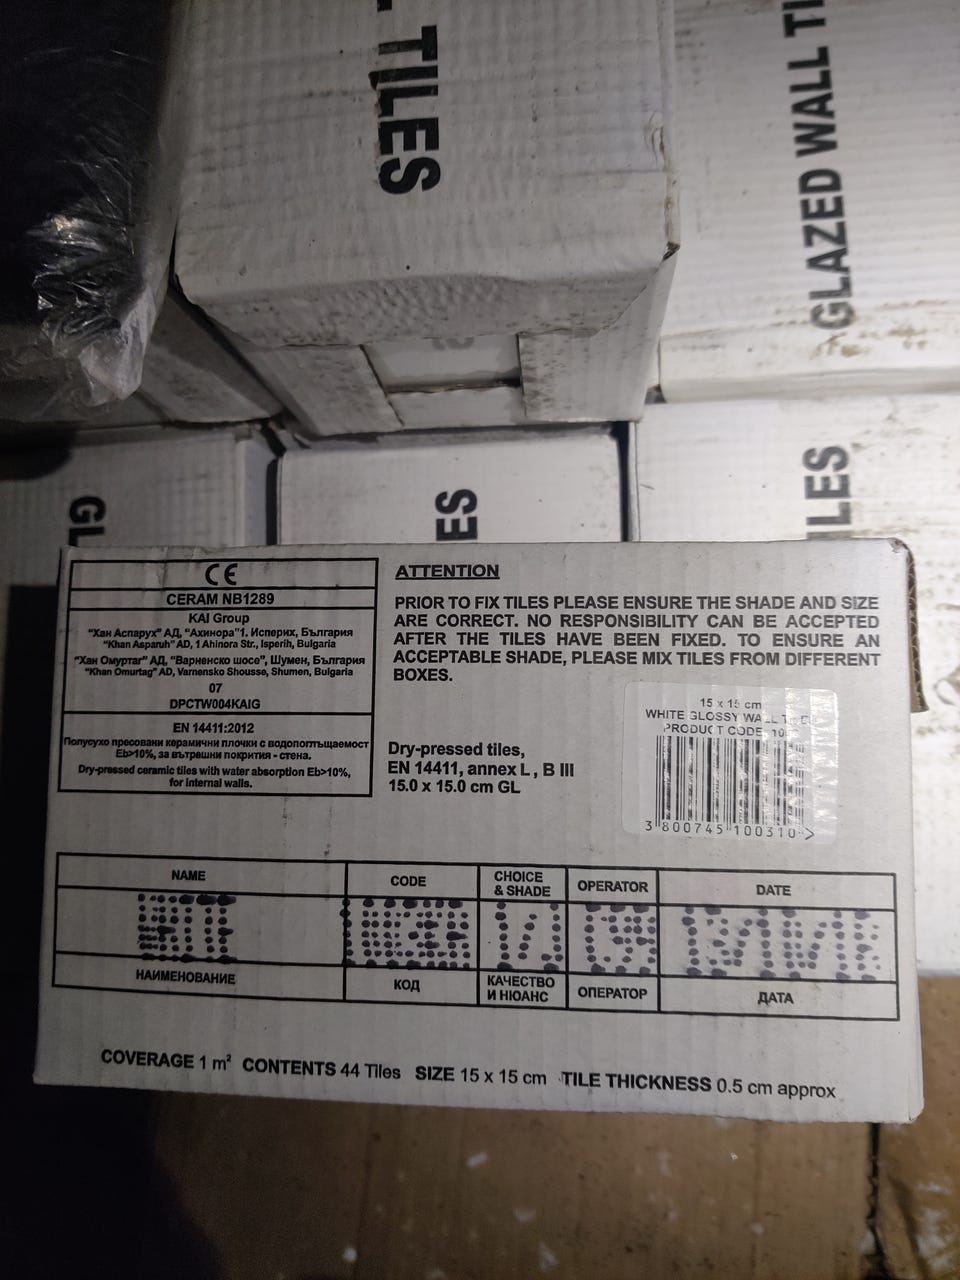 TILES
GLAZED WALL TI
GL
ES
ILES
CE
CERAM NB1289
KAI Group
"Хан Аспарух" АД, "Ахинора"1, Исперих, България
"Khan Asparuh" AD, 1 Ahinora Str., Isperih, Bulgaria
"Хан Омуртаг" АД, "Варненско шосе", Шумен, България
"Khan Omurtag" AD, Varnensko Shousse, Shumen, Bulgaria
07
DPCTW004KAIG
EN 14411:2012
Полусухо пресовани керамични плочки с водопоглъщаемост
Eb>10%, за вътрешни покрития - стена.
Dry-pressed ceramic tiles with water absorption Eb>10%,
for internal walls.
ATTENTION
PRIOR TO FIX TILES PLEASE ENSURE THE SHADE AND SIZE
ARE CORRECT. NO RESPONSIBILITY CAN BE ACCEPTED
AFTER THE TILES HAVE BEEN FIXED. TO ENSURE AN
ACCEPTABLE SHADE, PLEASE MIX TILES FROM DIFFERENT
BOXES.
Dry-pressed tiles,
EN 14411, annex L , B III
15.0 x 15.0 cm GL
15 x 15 cm
WHITE GLOSSY WALL
PRODUCT CODE
3 800745 100310 >
NAME CODE CHOICE & SHADE OPERATOR DATE
НАИМЕНОВАНИЕ КОД КАЧЕСТВО И НЮАНС ОПЕРАТОР ДАТА
COVERAGE 1 m² CONTENTS 44 Tiles SIZE 15 x 15 cm TILE THICKNESS 0.5 cm approx